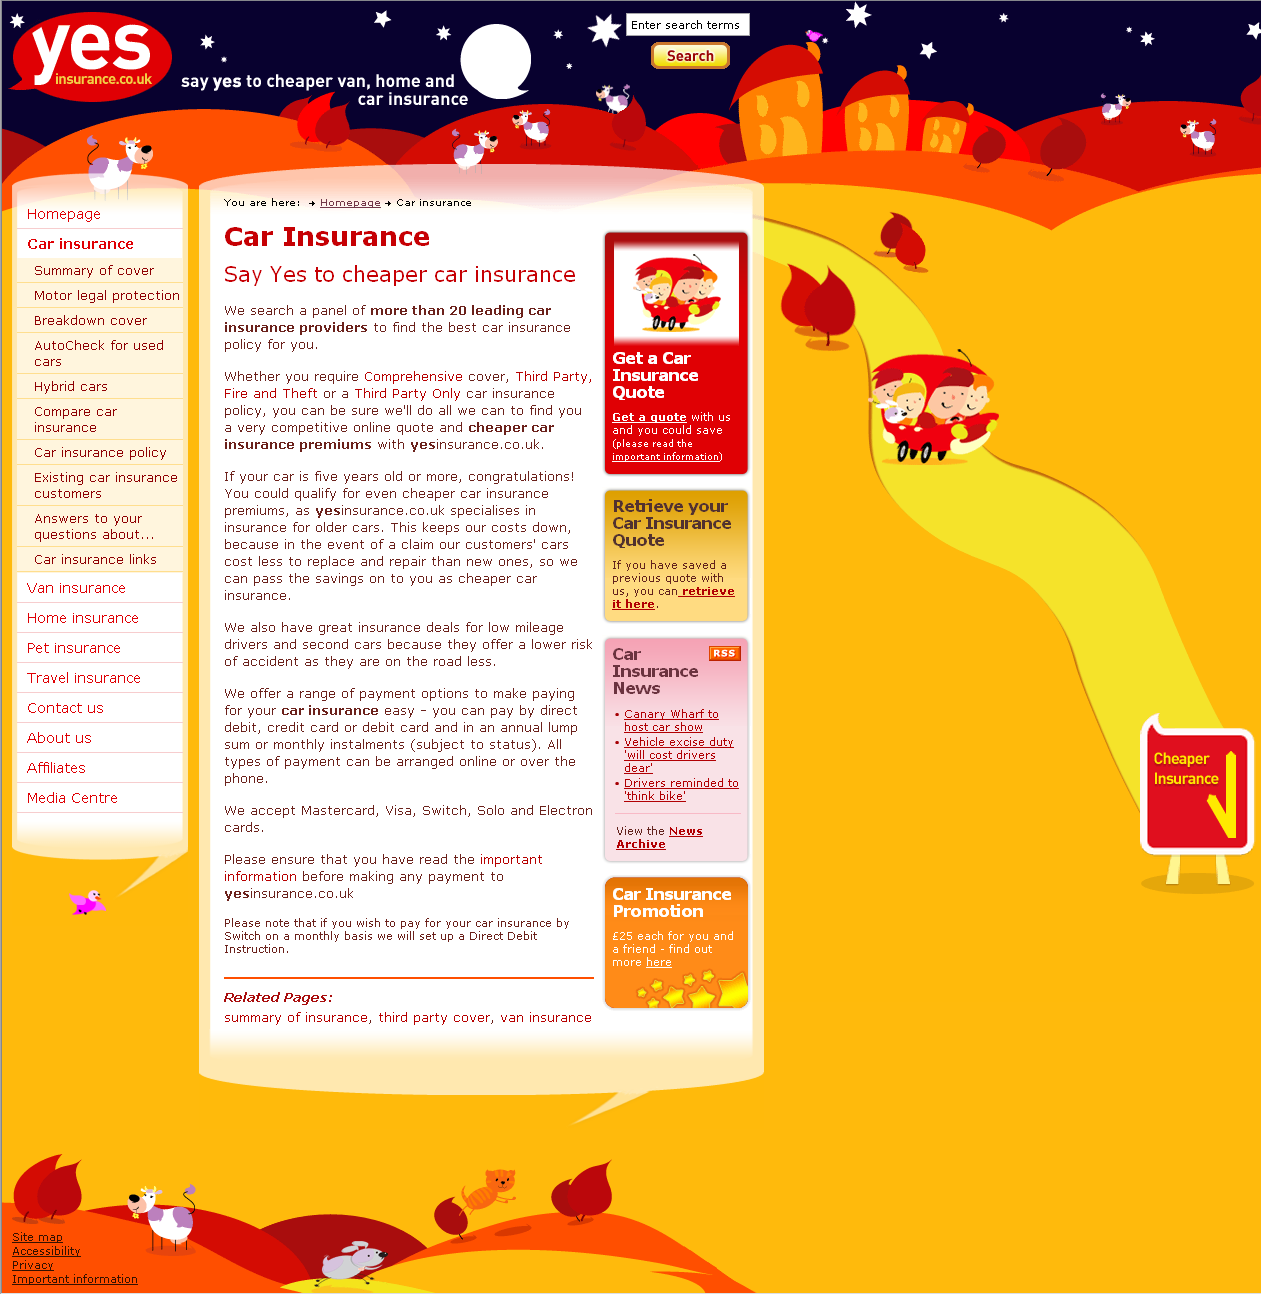 yes
insurance.co.uk
say yes to cheaper van, home and
car insurance
Enter search terms
Search
Homepage
Car insurance
Summary of cover
Motor legal protection
Breakdown cover
AutoCheck for used
cars
Hybrid cars
Compare car
insurance
Car insurance policy
Existing car insurance
customers
Answers to your
questions about...
Car insurance links
Van insurance
Home insurance
Pet insurance
Travel insurance
Contact us
About us
Affiliates
Media Centre
You are here: → Homepage → Car insurance
Car Insurance
Say Yes to cheaper car insurance
We search a panel of more than 20 leading car
insurance providers to find the best car insurance
policy for you.
Whether you require Comprehensive cover, Third Party,
Fire and Theft or a Third Party Only car insurance
policy, you can be sure we'll do all we can to find you
a very competitive online quote and cheaper car
insurance premiums with yesinsurance.co.uk.
If your car is five years old or more, congratulations!
You could qualify for even cheaper car insurance
premiums, as yesinsurance.co.uk specialises in
insurance for older cars. This keeps our costs down,
because in the event of a claim our customers' cars
cost less to replace and repair than new ones, so we
can pass the savings on to you as cheaper car
insurance.
We also have great insurance deals for low mileage
drivers and second cars because they offer a lower risk
of accident as they are on the road less.
We offer a range of payment options to make paying
for your car insurance easy – you can pay by direct
debit, credit card or debit card and in an annual lump
sum or monthly instalments (subject to status). All
types of payment can be arranged online or over the
phone.
We accept Mastercard, Visa, Switch, Solo and Electron
cards.
Please ensure that you have read the important
information before making any payment to
yesinsurance.co.uk
Please note that if you wish to pay for your car insurance by
Switch on a monthly basis we will set up a Direct Debit
Instruction.
Related Pages:
summary of insurance, third party cover, van insurance
Get a Car
Insurance
Quote
Get a quote with us
and you could save
(please read the
important information)
Retrieve your
Car Insurance
Quote
If you have saved a
previous quote with
us, you can retrieve
it here.
Car
Insurance
News
RSS
• Canary Wharf to
host car show
• Vehicle excise duty
'will cost drivers
dear'
• Drivers reminded to
'think bike'
View the News
Archive
Car Insurance
Promotion
£25 each for you and
a friend - find out
more here
Cheaper
Insurance
Site map
Accessibility
Privacy
Important information